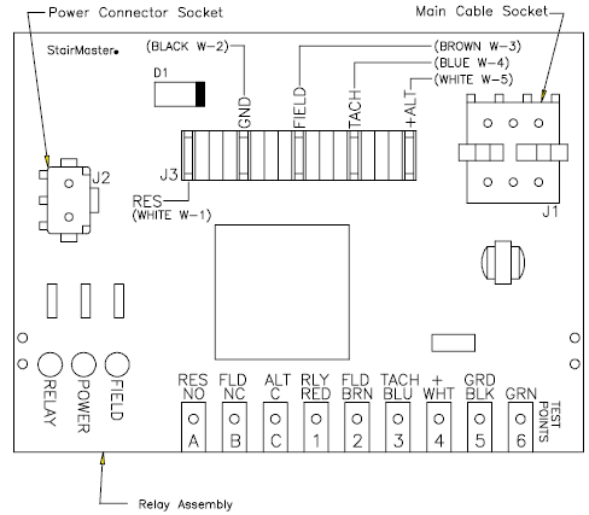 Power Connector Socket
Main Cable Socket
StairMaster.
(BLACK W-2)
(BROWN W-3)
(BLUE W-4)
(WHITE W-5)
D1
GND
FIELD
TACH
+ALT
J3
J2
J1
RES
(WHITE W-1)
RELAY
POWER
FIELD
RES NO
FLD NC
ALT C
RLY RED
FLD BRN
TACH BLU
+ WHT
GRD BLK
GRN
TEST POINTS
A B C 1 2 3 4 5 6
Relay Assembly